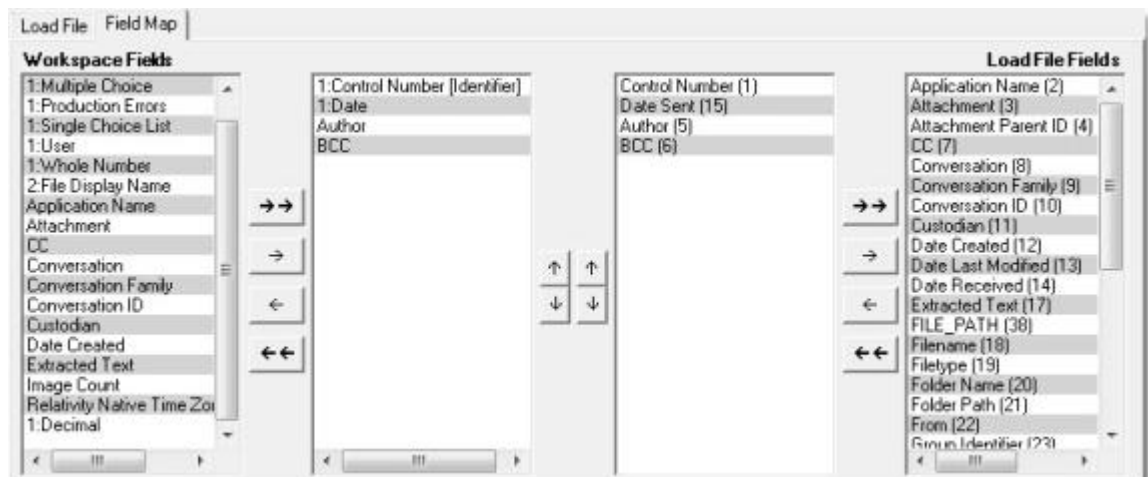 Load File Field Map
Workspace Fields
1:Multiple Choice
1:Production Errors
1:Single Choice List
1:User
1:Whole Number
2:File Display Name
Application Name
Attachment
CC
Conversation
Conversation Family
Conversation ID
Custodian
Date Created
Extracted Text
Image Count
Relativity Native Time Zo
1:Decimal
1:Control Number [Identifier]
1:Date
Author
BCC
Control Number (1)
Date Sent (15)
Author (5)
BCC (6)
Load File Fields
Application Name (2)
Attachment (3)
Attachment Parent ID (4)
CC (7)
Conversation (8)
Conversation Family (9)
Conversation ID (10)
Custodian (11)
Date Created (12)
Date Last Modified (13)
Date Received (14)
Extracted Text (17)
FILE_PATH (38)
Filename (18)
Filetype (19)
Folder Name (20)
Folder Path (21)
From (22)
Group Identifier (23)